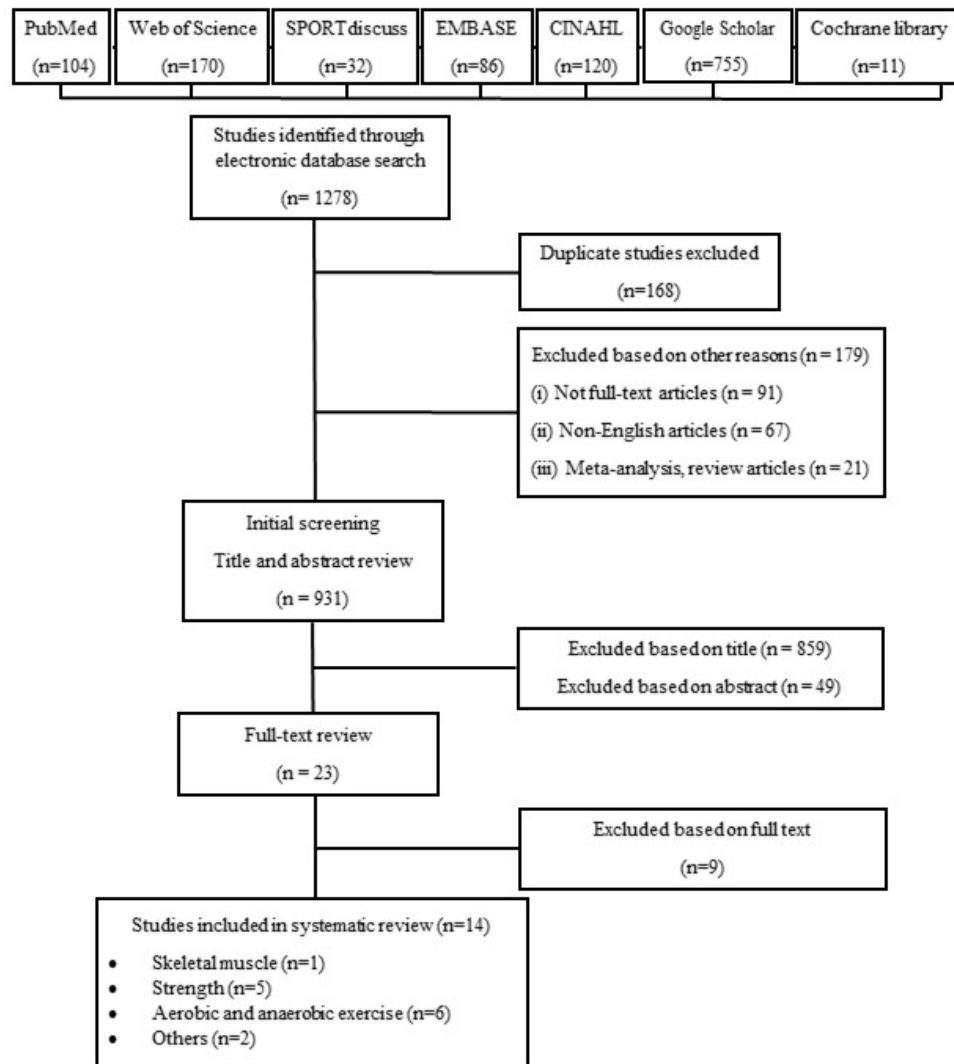 PubMed
(n=104)
Web of Science
(n=170)
SPORTdiscuss
(n=32)
EMBASE
(n=86)
CINAHL
(n=120)
Google Scholar
(n=755)
Cochrane library
(n=11)
Studies identified through
electronic database search
(n= 1278)
Duplicate studies excluded
(n=168)
Excluded based on other reasons (n = 179)
(i) Not full-text articles (n = 91)
(ii) Non-English articles (n = 67)
(iii) Meta-analysis, review articles (n = 21)
Initial screening
Title and abstract review
(n = 931)
Excluded based on title (n = 859)
Excluded based on abstract (n = 49)
Full-text review
(n = 23)
Excluded based on full text
(n=9)
Studies included in systematic review (n=14)
• Skeletal muscle (n=1)
• Strength (n=5)
• Aerobic and anaerobic exercise (n=6)
• Others (n=2)